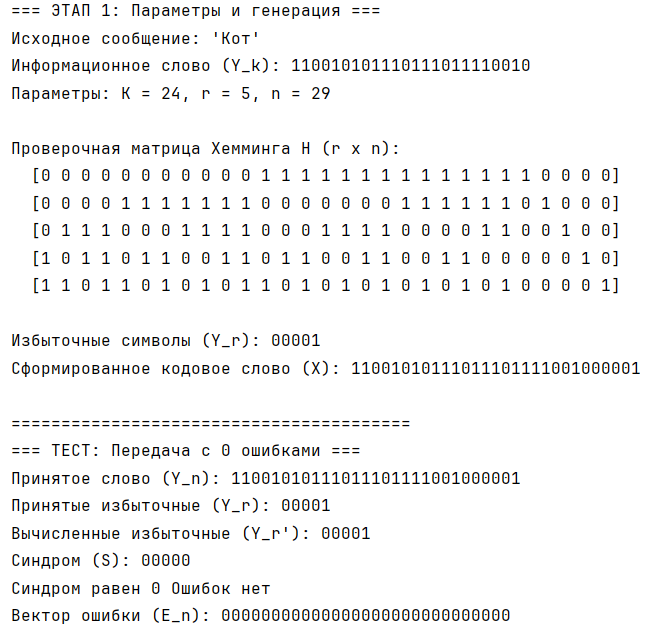 === ЭТАП 1: Параметры и генерация ===
Исходное сообщение: 'Кот'
Информационное слово (Y_k): 110010101110111011110010
Параметры: K = 24, r = 5, n = 29
Проверочная матрица Хемминга H (r x n):
[0 0 0 0 0 0 0 0 0 0 0 1 1 1 1 1 1 1 1 1 1 1 1 1 1 0 0 0 0]
[0 0 0 0 1 1 1 1 1 1 1 0 0 0 0 0 0 0 1 1 1 1 1 1 0 1 0 0 0]
[0 1 1 1 0 0 0 1 1 1 1 0 0 0 1 1 1 1 0 0 0 0 1 1 0 0 1 0 0]
[1 0 1 1 0 1 1 0 0 1 1 0 1 1 0 0 1 1 0 0 1 1 0 0 0 0 0 1 0]
[1 1 0 1 1 0 1 0 1 0 1 1 0 1 0 1 0 1 0 1 0 1 0 1 0 0 0 0 1]
Избыточные символы (Y_r): 00001
Сформированное кодовое слово (X): 11001010111011101111001000001
========================================
=== ТЕСТ: Передача с 0 ошибками ===
Принятое слово (Y_n): 11001010111011101111001000001
Принятые избыточные (Y_r): 00001
Вычисленные избыточные (Y_r'): 00001
Синдром (S): 00000
Синдром равен 0 Ошибок нет
Вектор ошибки (E_n): 00000000000000000000000000000